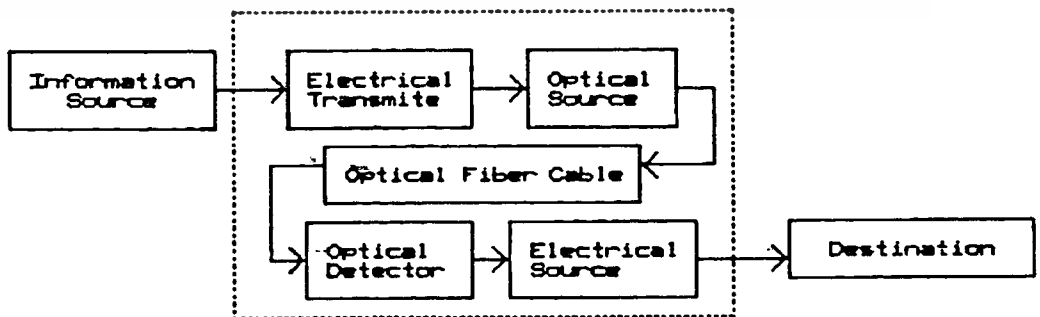 Information
Source
Electrical
Transmite
Optical
Source
Optical Fiber Cable
Optical
Detector
Electrical
Source
Destination